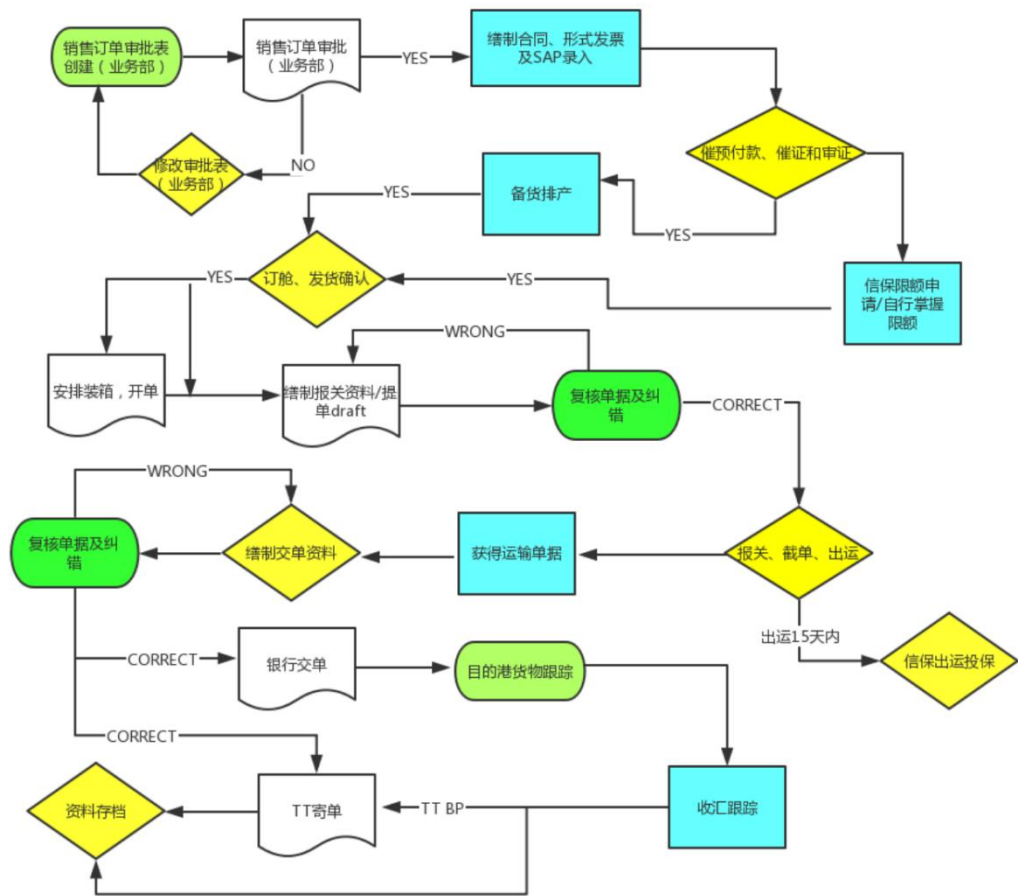 销售订单审批表
创建（业务部）
销售订单审批
（业务部）
YES
缮制合同、形式发票
及SAP录入
修改审批表
（业务部）
NO
催预付款、催证和审证
备货排产
YES
YES
订舱、发货确认
YES
YES
信保限额申
请/自行掌握
限额
WRONG
安排装箱，开单
缮制报关资料/提
单draft
复核单据及纠
错
CORRECT
WRONG
复核单据及纠
错
缮制交单资料
获得运输单据
报关、截单、出运
出运15天内
信保出运投保
CORRECT
银行交单
目的港货物跟踪
CORRECT
资料存档
TT寄单
TT BP
收汇跟踪